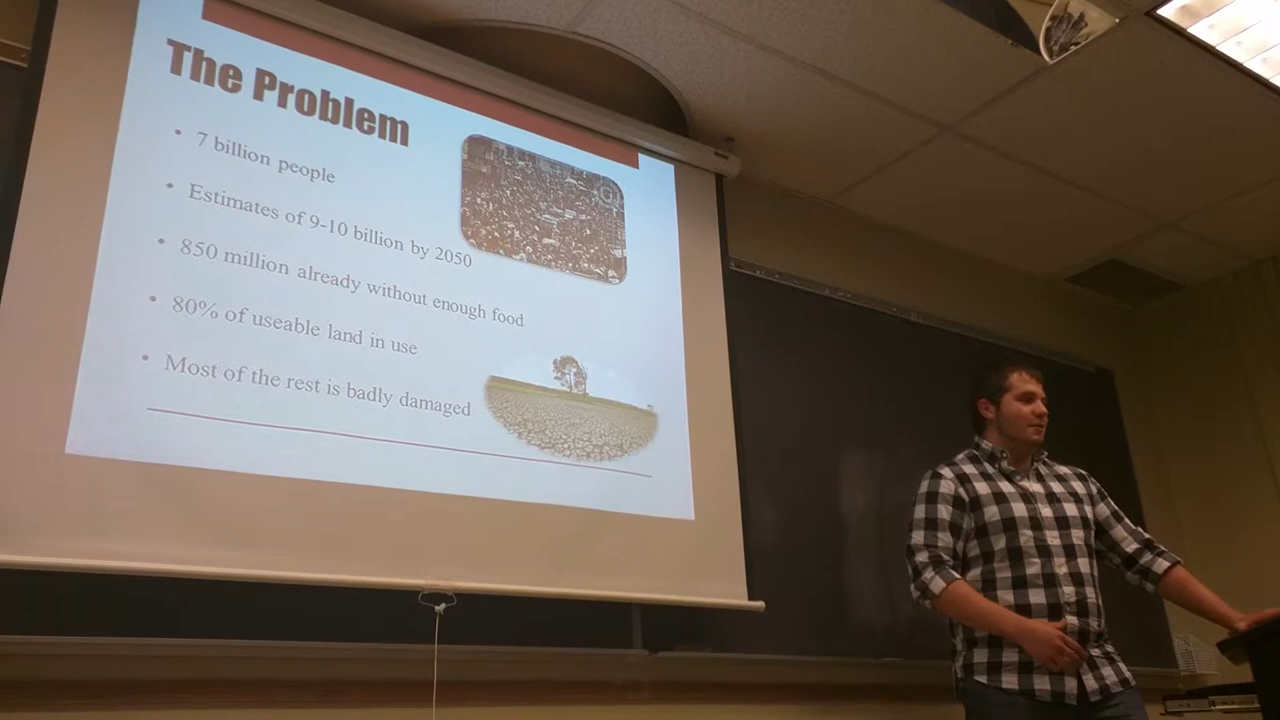 The Problem
• 7 billion people
• Estimates of 9-10 billion by 2050
• 850 million already without enough food
• 80% of useable land in use
• Most of the rest is badly damaged